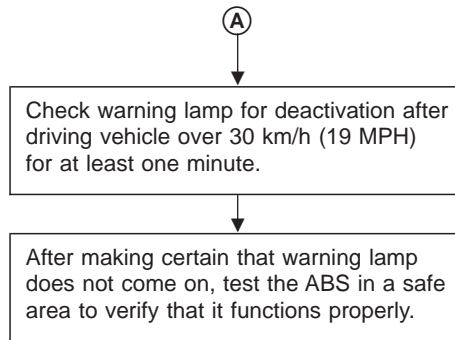 A
Check warning lamp for deactivation after
driving vehicle over 30 km/h (19 MPH)
for at least one minute.
After making certain that warning lamp
does not come on, test the ABS in a safe
area to verify that it functions properly.